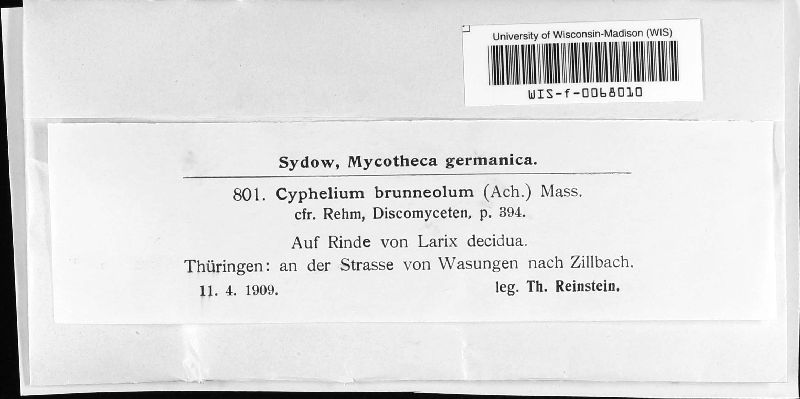 University of Wisconsin-Madison (WIS)
WIS-f-0068010
Sydow, Mycotheca germanica.
801. Cyphelium brunneolum (Ach.) Mass.
cfr. Rehm, Discomyceten, p. 394.
Auf Rinde von Larix decidua.
Thüringen: an der Strasse von Wasungen nach Zillbach.
11. 4. 1909. leg. Th. Reinstein.